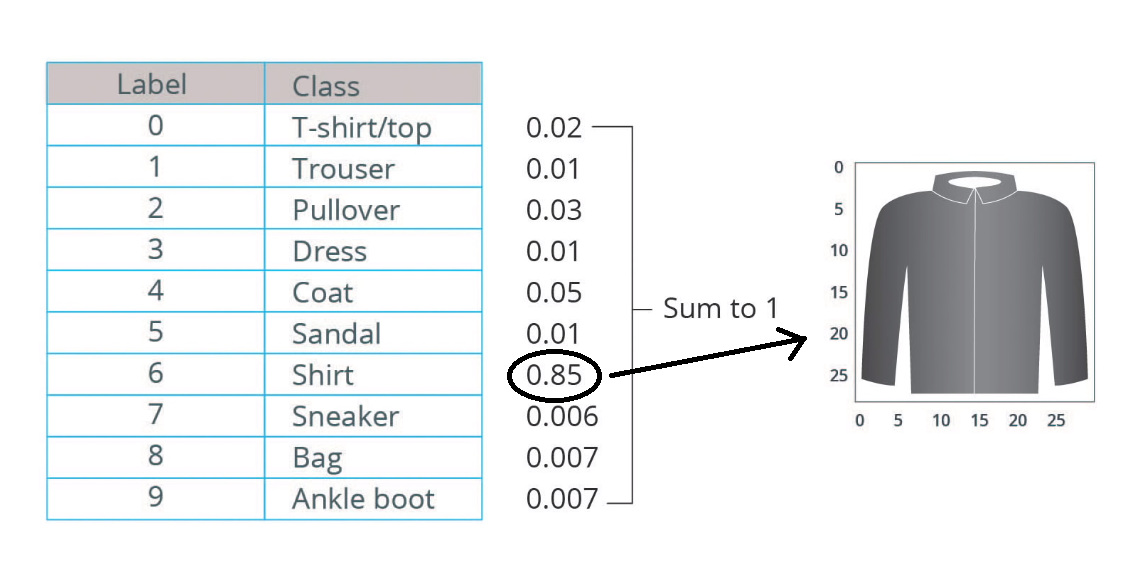 Label Class
0 T-shirt/top 0.02
1 Trouser 0.01
2 Pullover 0.03
3 Dress 0.01
4 Coat 0.05
5 Sandal 0.01
6 Shirt 0.85
7 Sneaker 0.006
8 Bag 0.007
9 Ankle boot 0.007
Sum to 1
0
5
10
15
20
25
0 5 10 15 20 25